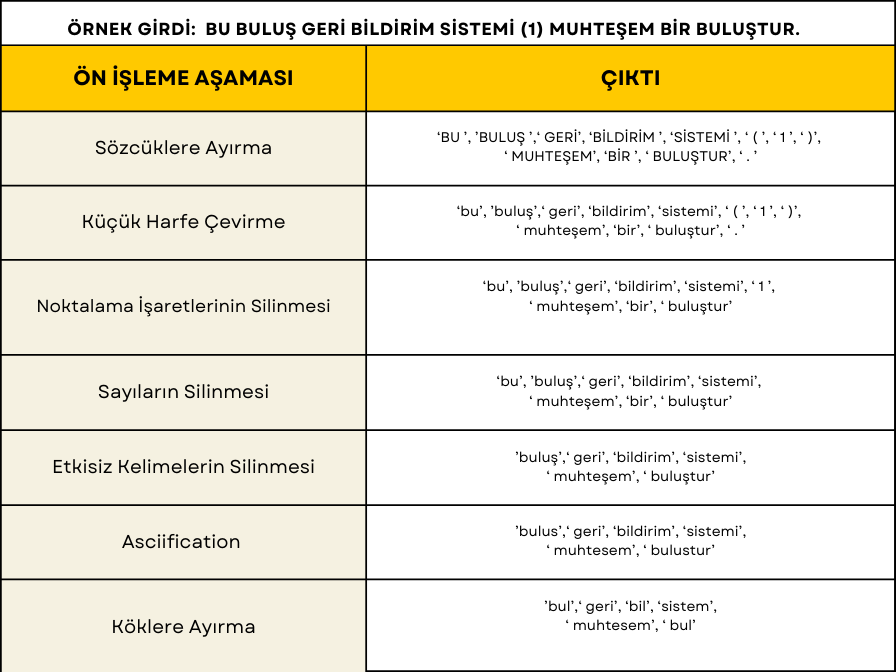 ÖRNEK GİRDİ: BU BULUŞ GERİ BİLDİRİM SİSTEMİ (1) MUHTEŞEM BİR BULUŞTUR.
ÖN İŞLEME AŞAMASI
ÇIKTI
Sözcüklere Ayırma
‘BU ’, ’BULUŞ ’,‘ GERİ’, ‘BİLDİRİM ’, ‘SİSTEMİ ’, ‘ ( ’, ‘ 1 ’, ‘ )’,
‘ MUHTEŞEM’, ‘BİR ’, ‘ BULUŞTUR’, ‘ . ’
Küçük Harfe Çevirme
‘bu’, ’buluş’,‘ geri’, ‘bildirim’, ‘sistemi’, ‘ ( ’, ‘ 1 ’, ‘ )’,
‘ muhteşem’, ‘bir’, ‘ buluştur’, ‘ . ’
Noktalama İşaretlerinin Silinmesi
‘bu’, ’buluş’,‘ geri’, ‘bildirim’, ‘sistemi’, ‘ 1 ’,
‘ muhteşem’, ‘bir’, ‘ buluştur’
Sayıların Silinmesi
‘bu’, ’buluş’,‘ geri’, ‘bildirim’, ‘sistemi’,
‘ muhteşem’, ‘bir’, ‘ buluştur’
Etkisiz Kelimelerin Silinmesi
’buluş’,‘ geri’, ‘bildirim’, ‘sistemi’,
‘ muhteşem’, ‘ buluştur’
Asciification
’bulus’,‘ geri’, ‘bildirim’, ‘sistemi’,
‘ muhtesem’, ‘ bulustur’
Köklere Ayırma
’bul’,‘ geri’, ‘bil’, ‘sistem’,
‘ muhtesem’, ‘ bul’